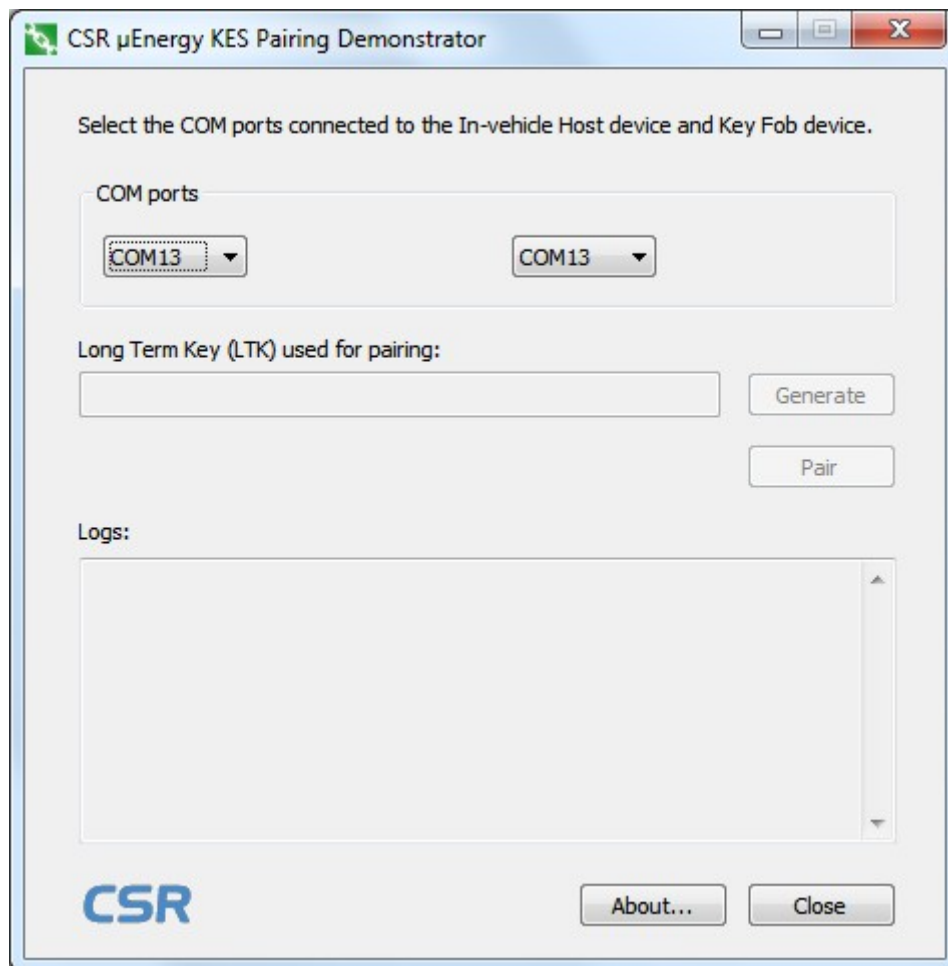 CSR µEnergy KES Pairing Demonstrator
Select the COM ports connected to the In-vehicle Host device and Key Fob device.
COM ports
COM13 COM13
Long Term Key (LTK) used for pairing:
Generate
Pair
Logs:
CSR About... Close